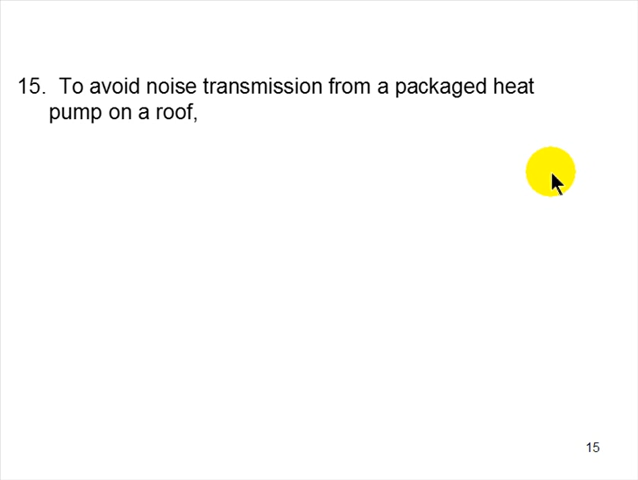 15. To avoid noise transmission from a packaged heat
pump on a roof,
15